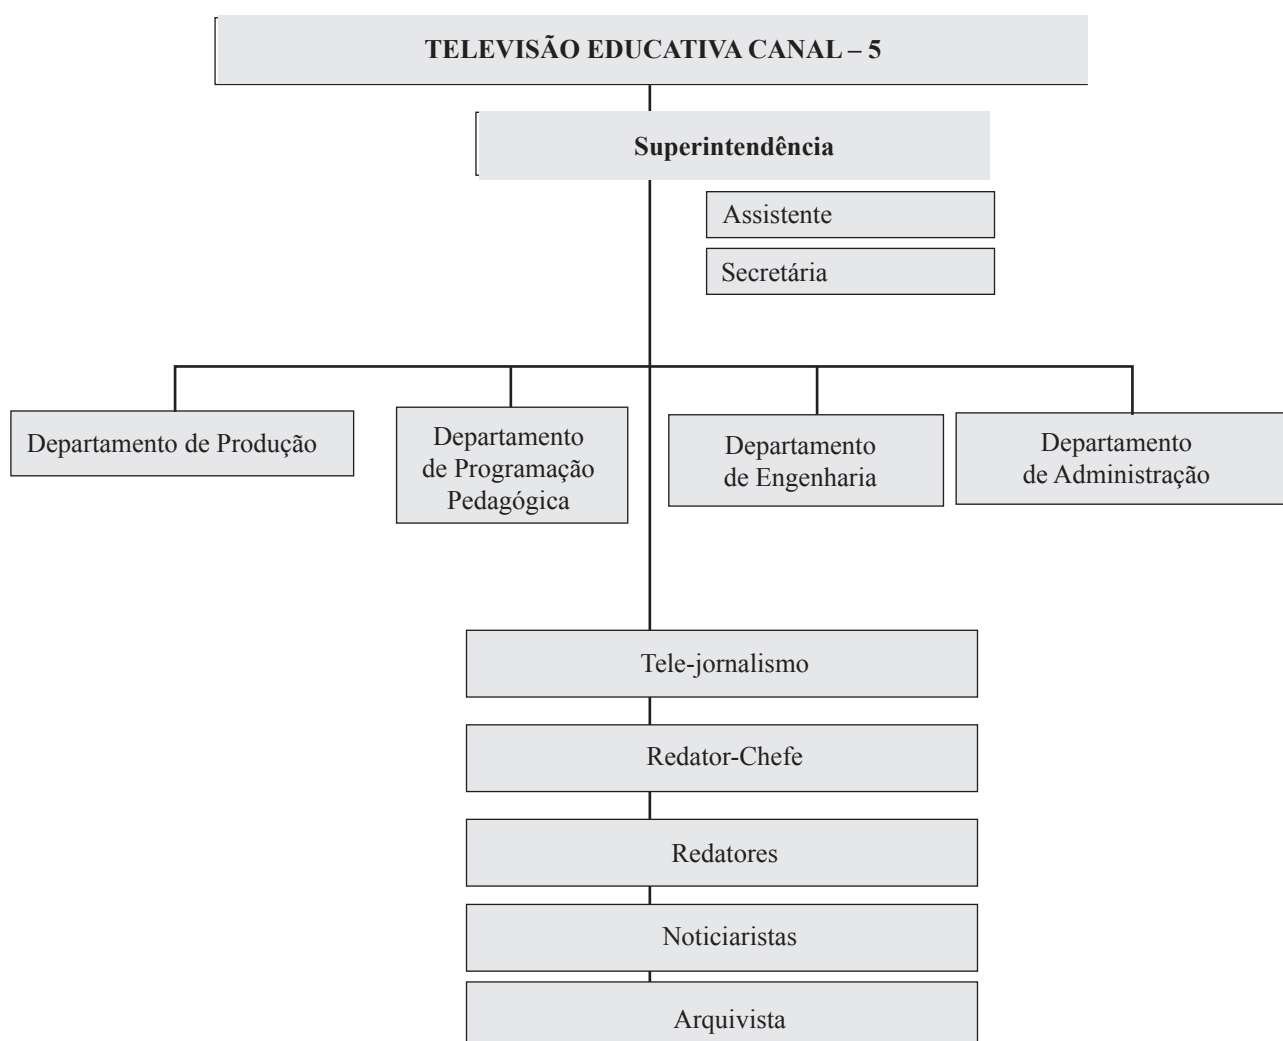 TELEVISÃO EDUCATIVA CANAL – 5
Superintendência
Assistente
Secretária
Departamento de Produção
Departamento
de Programação
Pedagógica
Departamento
de Engenharia
Departamento
de Administração
Tele-jornalismo
Redator-Chefe
Redatores
Noticiaristas
Arquivista